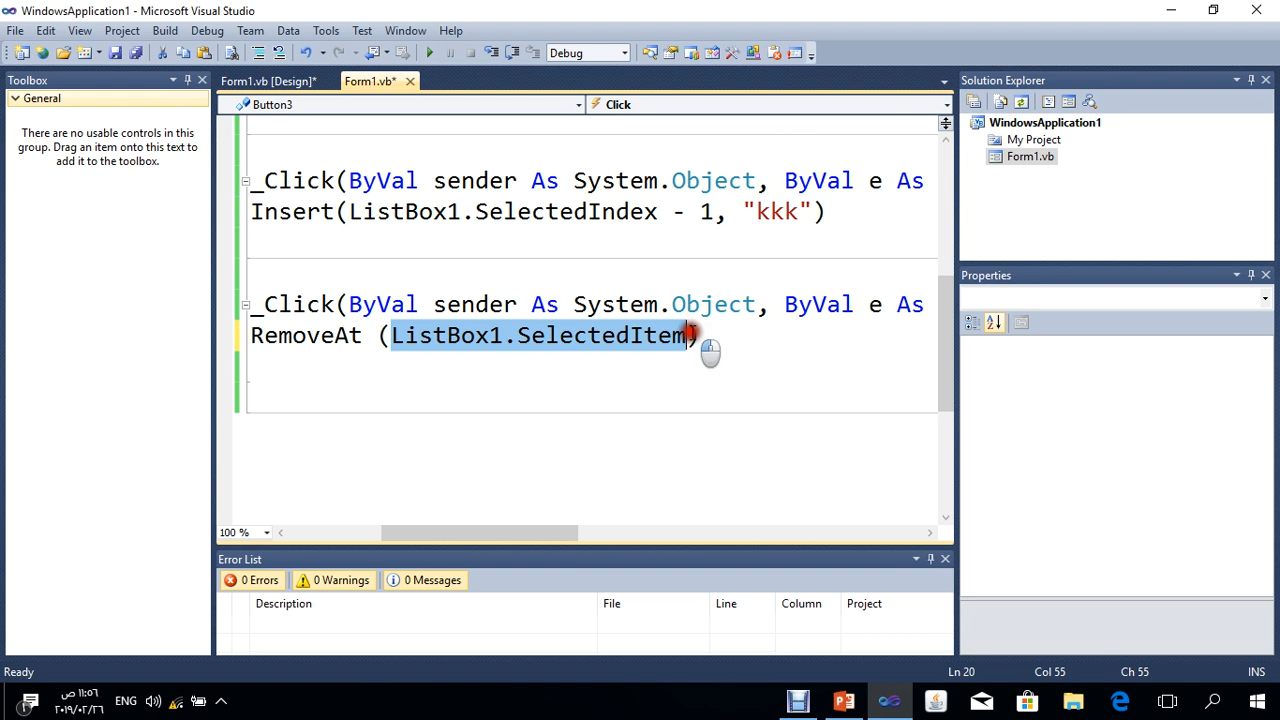 WindowsApplication1 - Microsoft Visual Studio
File Edit View Project Build Debug Team Data Tools Test Window Help
Debug
Toolbox
General
There are no usable controls in this
group. Drag an item onto this text to
add it to the toolbox.
Form1.vb [Design]* Form1.vb*
Button3 Click
_Click(ByVal sender As System.Object, ByVal e As
Insert(ListBox1.SelectedIndex - 1, "kkk")
_Click(ByVal sender As System.Object, ByVal e As
RemoveAt (ListBox1.SelectedItem)
100 %
Error List
0 Errors 0 Warnings 0 Messages
Description File Line Column Project
Solution Explorer
WindowsApplication1
My Project
Form1.vb
Properties
Ready Ln 20 Col 55 Ch 55 INS
ENG
١١:٥٦ ص
٢٠١٩/٠٢/٢٦